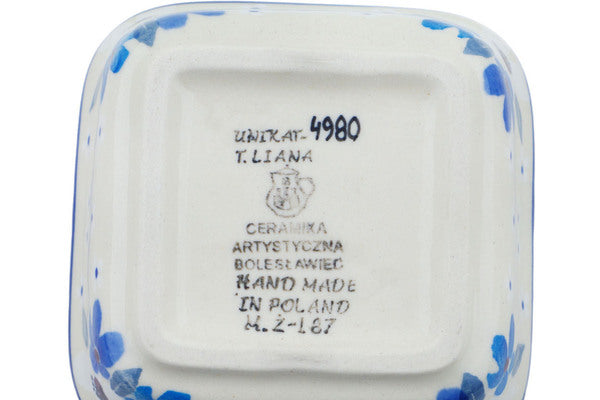 UNIKAT-4980
T. LIANA
CERAMIKA
ARTYSTYCZNA
BOLESŁAWIEC
HAND MADE
IN POLAND
M.Ż-187